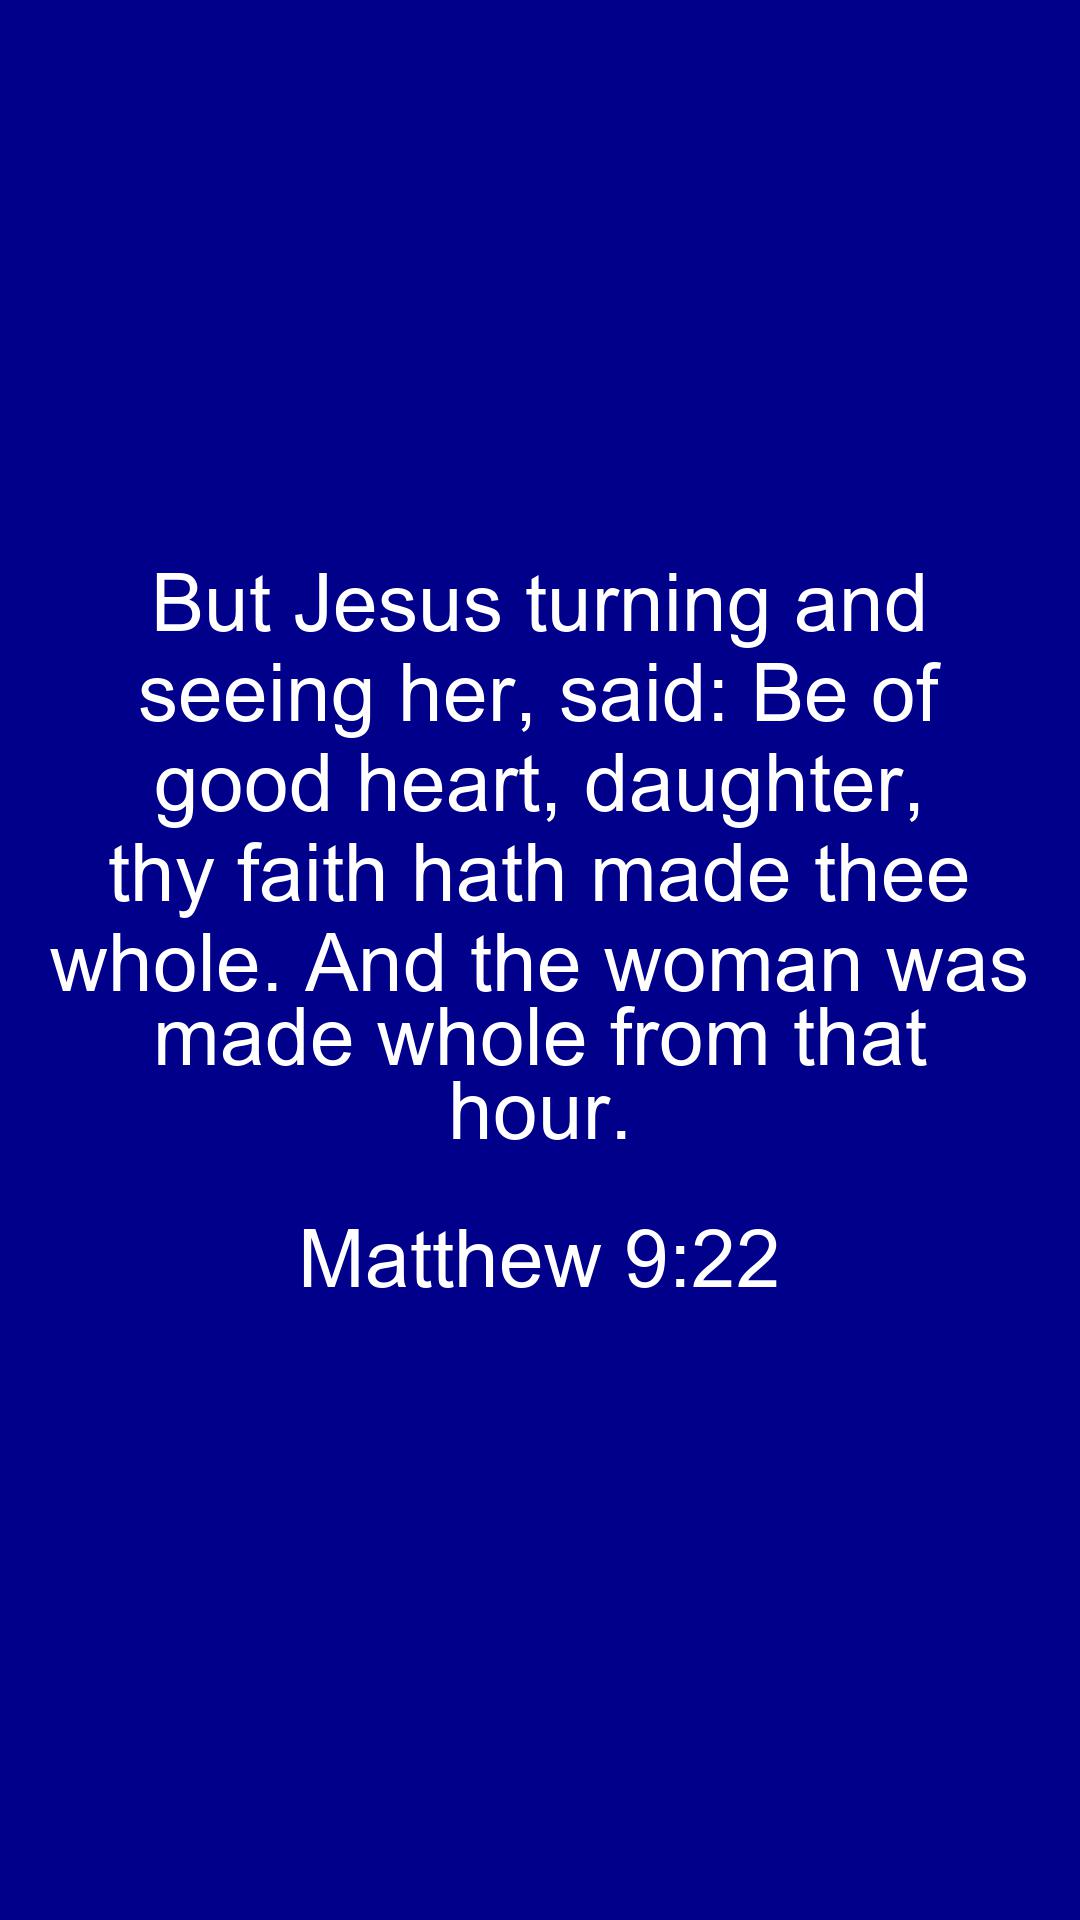 But Jesus turning and
seeing her, said: Be of
good heart, daughter,
thy faith hath made thee
whole. And the woman was
made whole from that
hour.
Matthew 9:22